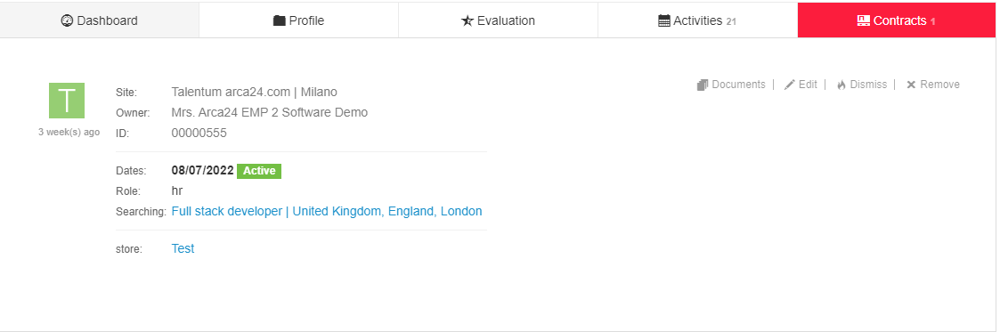 Dashboard Profile Evaluation Activities 21 Contracts 1
Documents | Edit | Dismiss | Remove
T
3 week(s) ago
Site: Talentum arca24.com | Milano
Owner: Mrs. Arca24 EMP 2 Software Demo
ID: 00000555
Dates: 08/07/2022 Active
Role: hr
Searching: Full stack developer | United Kingdom, England, London
store: Test